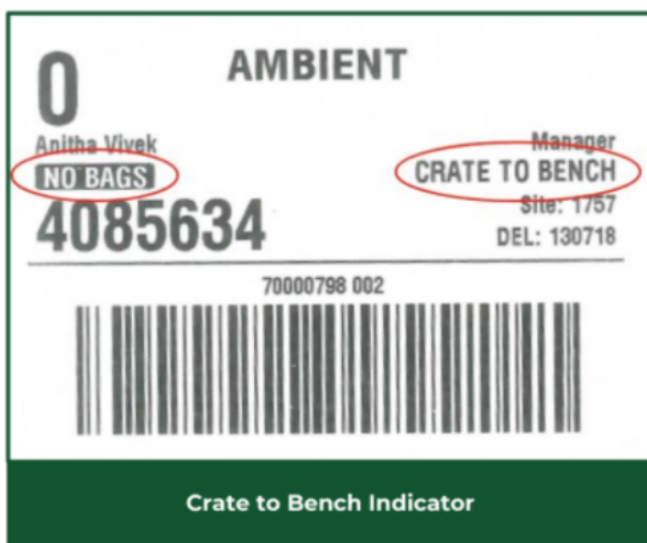 0
AMBIENT
Anitha Vivek
Manager
NO BAGS
CRATE TO BENCH
4085634
Site: 1757
DEL: 130718
70000798 002
Crate to Bench Indicator